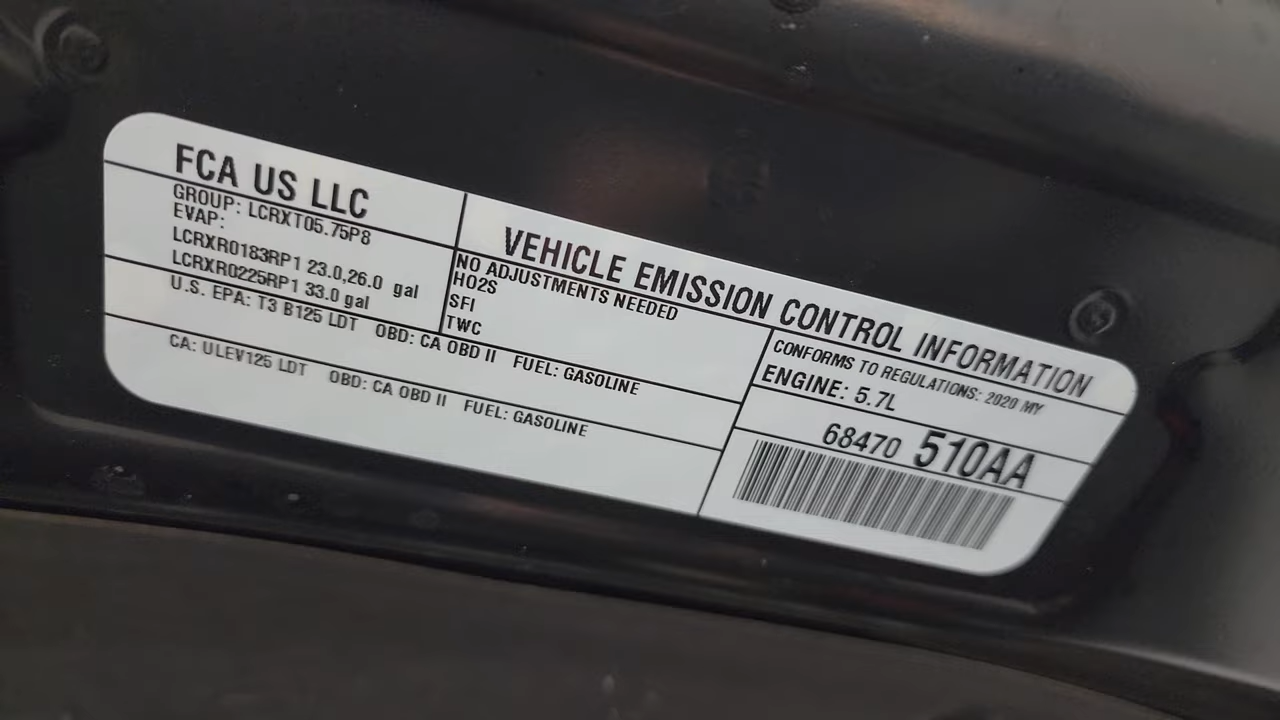 FCA US LLC
GROUP: LCRXT05.75P8
EVAP:
LCRXR0183RP1 23.0,26.0 gal
LCRXR0225RP1 33.0 gal
VEHICLE EMISSION CONTROL INFORMATION
NO ADJUSTMENTS NEEDED
HO2S
SFI
TWC
CONFORMS TO REGULATIONS: 2020 MY
ENGINE: 5.7L
U.S. EPA: T3 B125 LDT OBD: CA OBD II FUEL: GASOLINE
CA: ULEV125 LDT OBD: CA OBD II FUEL: GASOLINE
68470 510AA